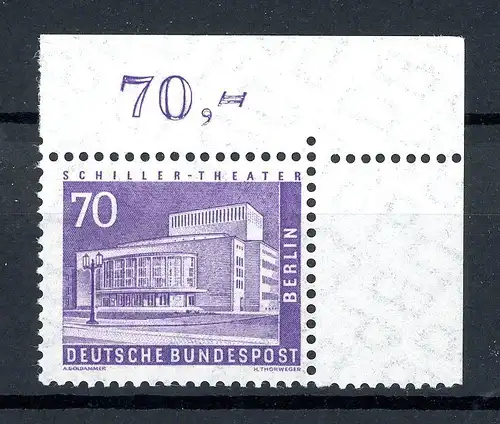 70,-
SCHILLER-THEATER
70
BERLIN
DEUTSCHE BUNDESPOST
A.GOLDAMMER
H.THORWEGER